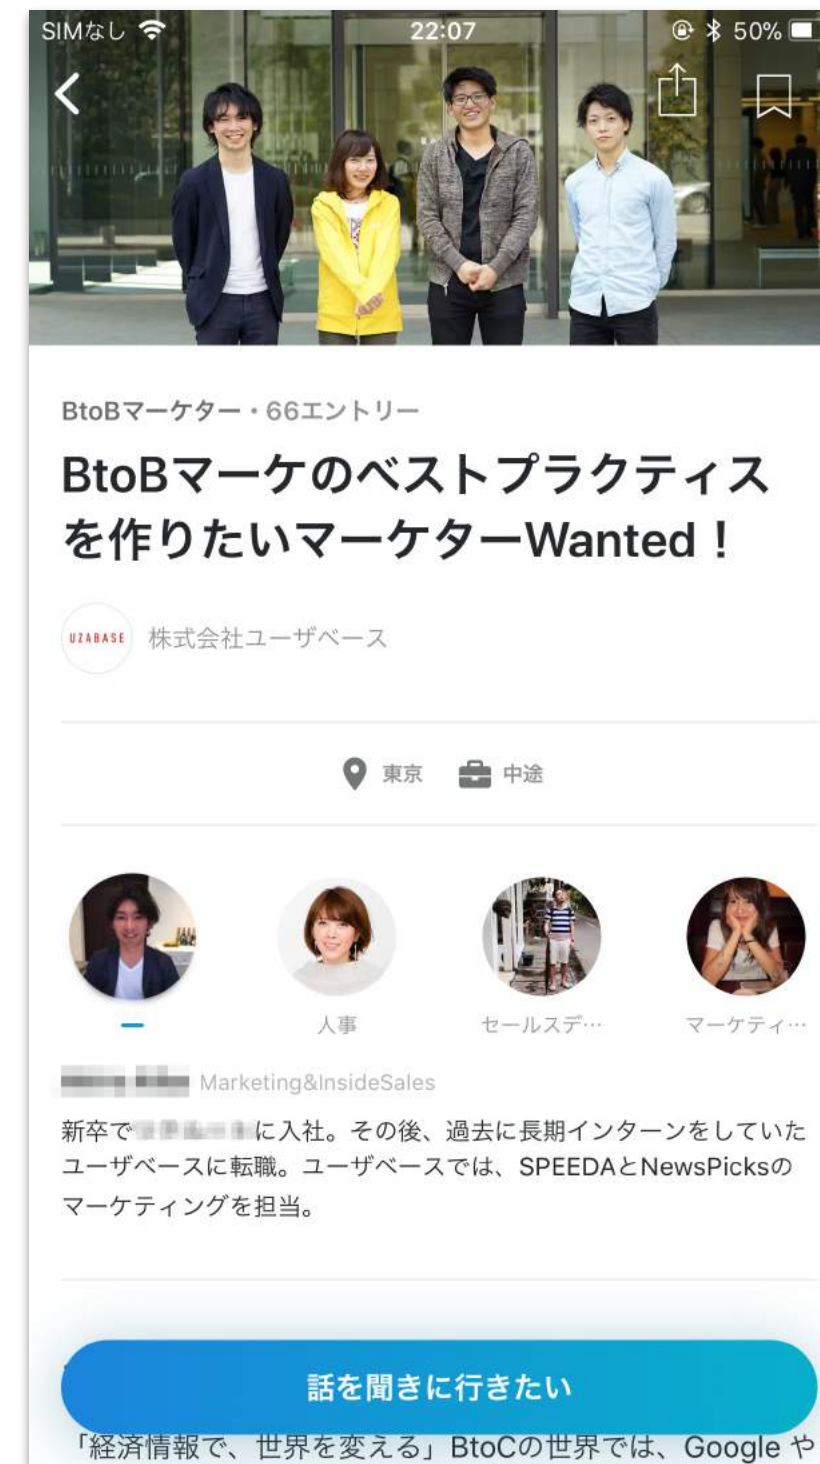 SIMなし 22:07 50%
BtoBマーケター・66エントリー
BtoBマーケのベストプラクティス
を作りたいマーケターWanted！
UZABASE 株式会社ユーザベース
東京 中途
人事 セールスデ… マーケティ…
Marketing&InsideSales
新卒で に入社。その後、過去に長期インターンをしていた
ユーザベースに転職。ユーザベースでは、SPEEDAとNewsPicksの
マーケティングを担当。
話を聞きに行きたい
「経済情報で、世界を変える」BtoCの世界では、Google や